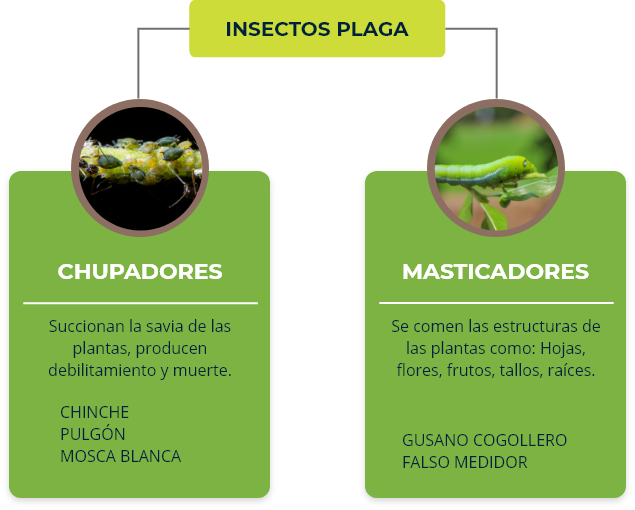 INSECTOS PLAGA
CHUPADORES
Succionan la savia de las
plantas, producen
debilitamiento y muerte.
CHINCHE
PULGÓN
MOSCA BLANCA
MASTICADORES
Se comen las estructuras de
las plantas como: Hojas,
flores, frutos, tallos, raíces.
GUSANO COGOLLERO
FALSO MEDIDOR